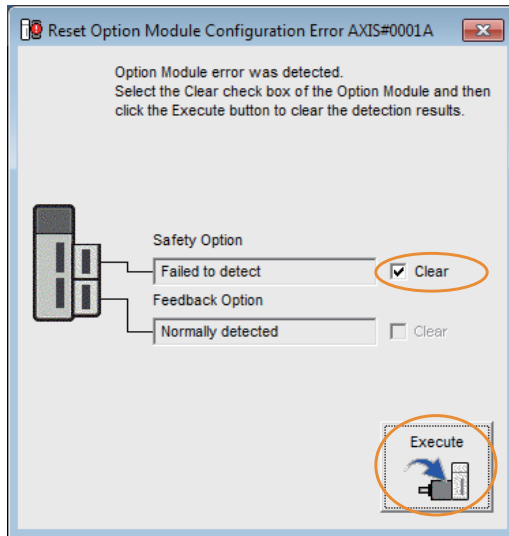 Reset Option Module Configuration Error AXIS#0001A
Option Module error was detected.
Select the Clear check box of the Option Module and then
click the Execute button to clear the detection results.
Safety Option
Failed to detect
Clear
Feedback Option
Normally detected
Clear
Execute